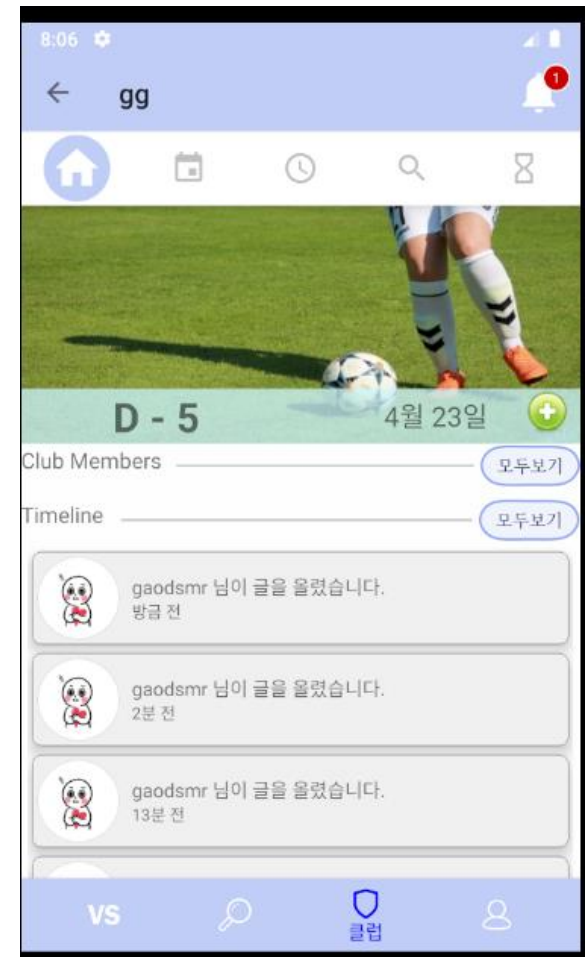 8:06
gg
1
D - 5
4월 23일
Club Members
모두보기
Timeline
모두보기
gaodsmr 님이 글을 올렸습니다.
방금 전
gaodsmr 님이 글을 올렸습니다.
2분 전
gaodsmr 님이 글을 올렸습니다.
13분 전
VS
클럽